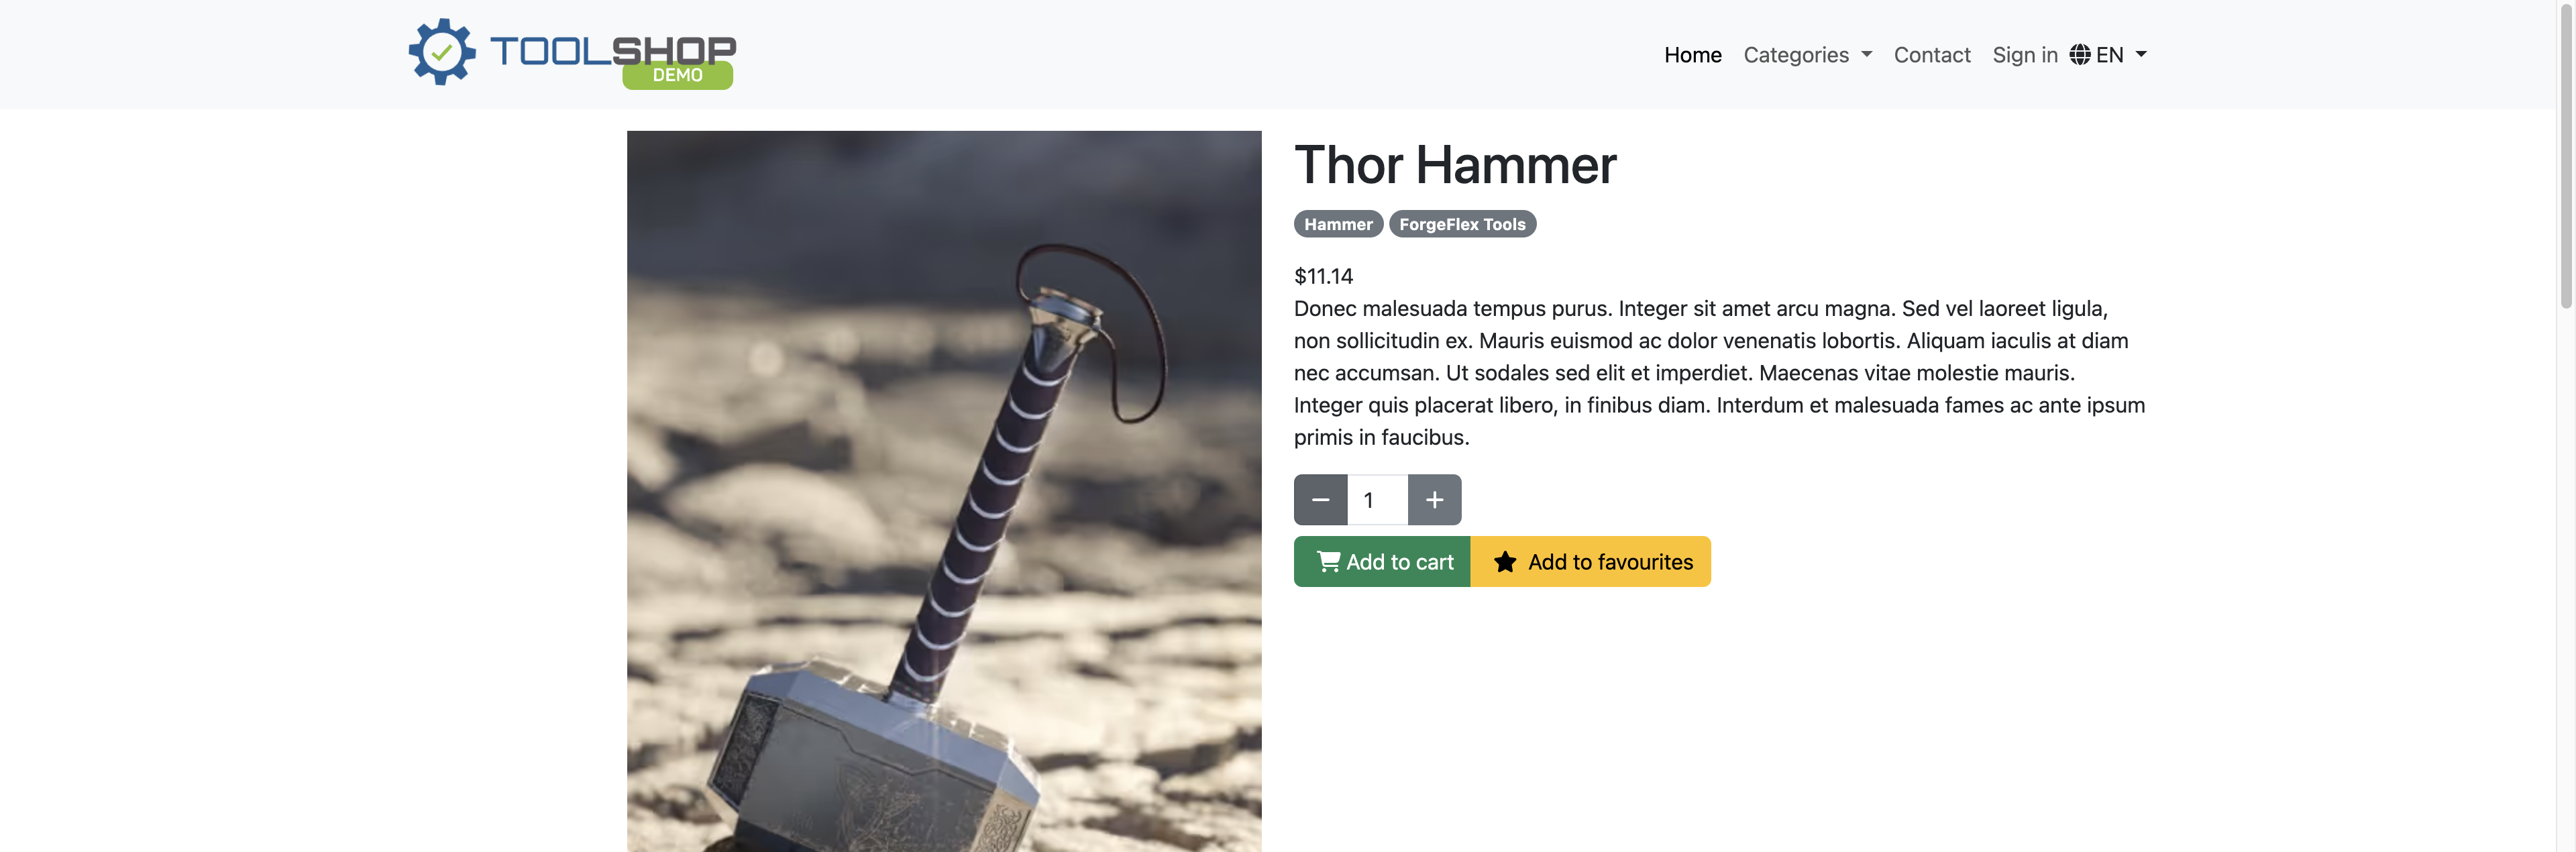 TOOLSHOP
DEMO
Home Categories Contact Sign in EN
Thor Hammer
Hammer ForgeFlex Tools
$11.14
Donec malesuada tempus purus. Integer sit amet arcu magna. Sed vel laoreet ligula,
non sollicitudin ex. Mauris euismod ac dolor venenatis lobortis. Aliquam iaculis at diam
nec accumsan. Ut sodales sed elit et imperdiet. Maecenas vitae molestie mauris.
Integer quis placerat libero, in finibus diam. Interdum et malesuada fames ac ante ipsum
primis in faucibus.
1
Add to cart Add to favourites